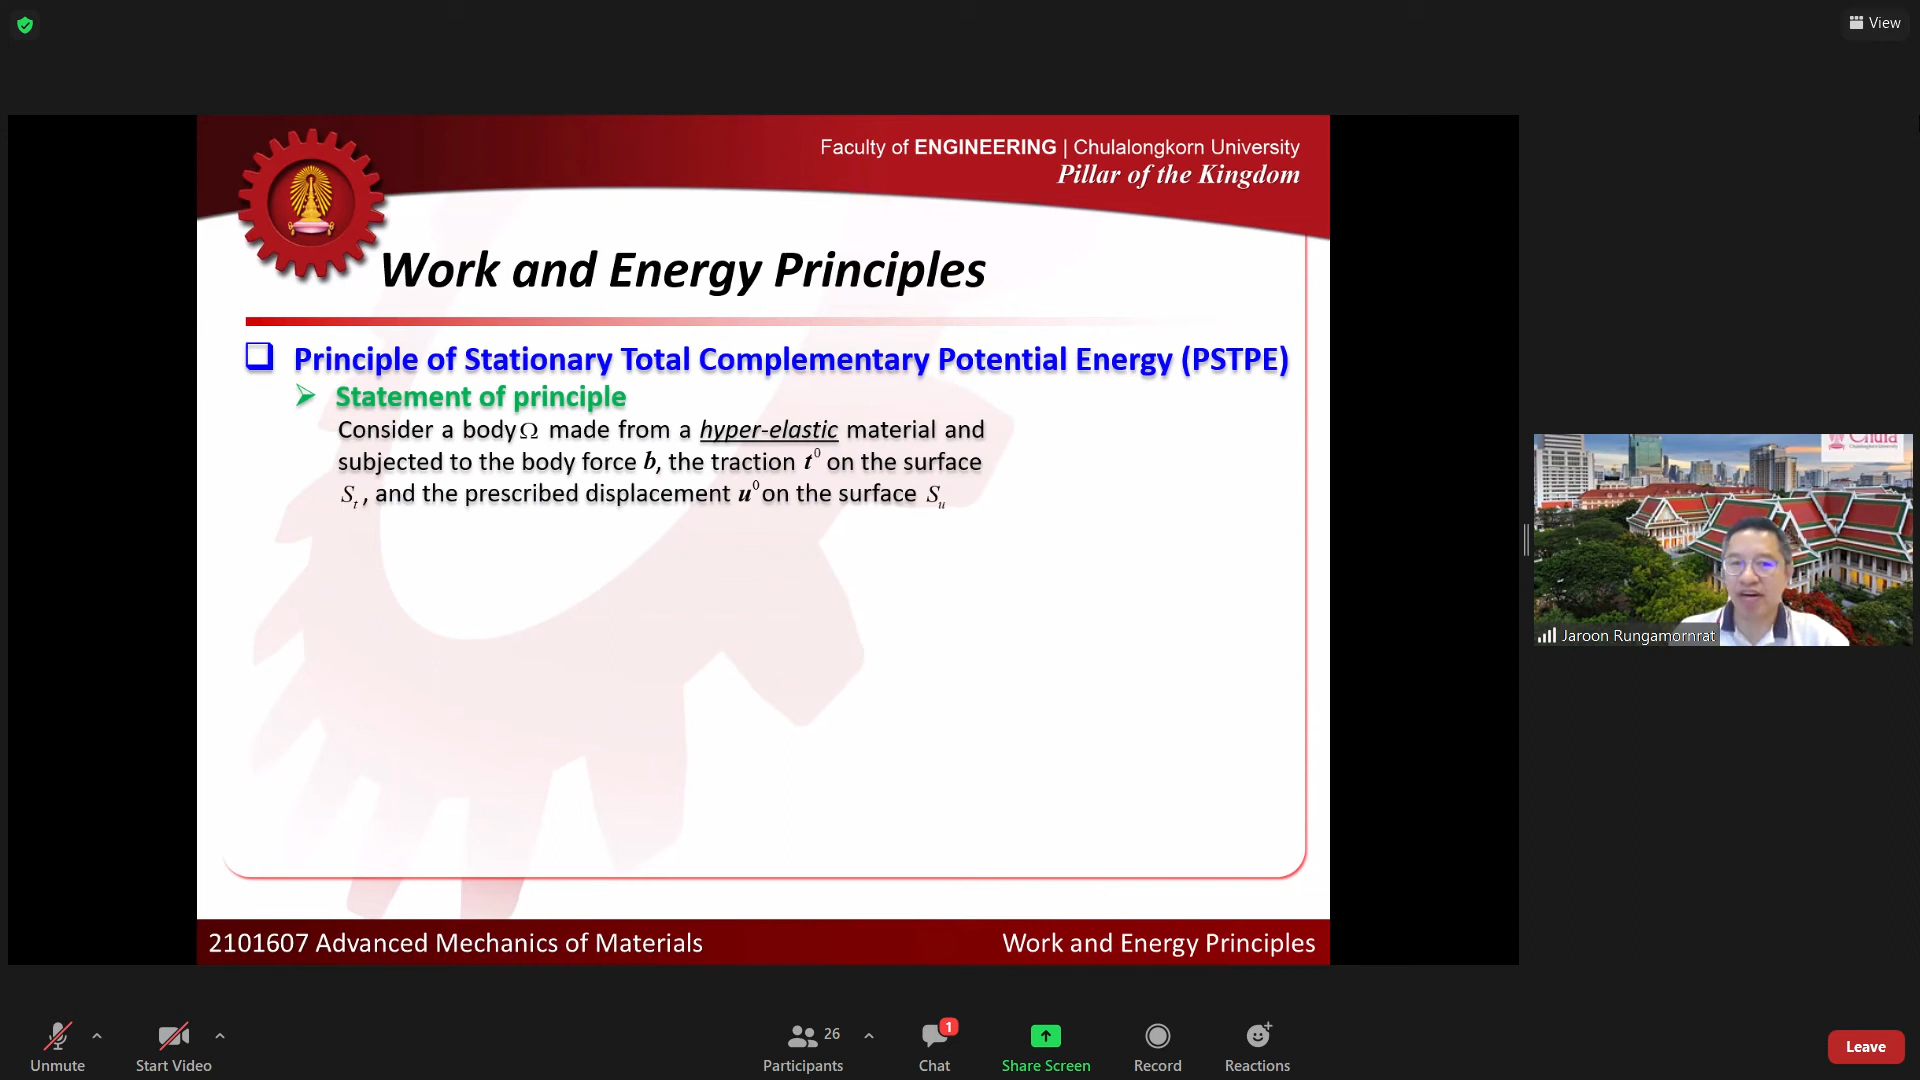 View
Faculty of ENGINEERING | Chulalongkorn University
Pillar of the Kingdom
Work and Energy Principles
Principle of Stationary Total Complementary Potential Energy (PSTPE)
Statement of principle
Consider a body Ω made from a hyper-elastic material and
subjected to the body force b, the traction t⁰ on the surface
Sₜ, and the prescribed displacement u⁰ on the surface Sᵤ
2101607 Advanced Mechanics of Materials
Work and Energy Principles
Chula
Jaroon Rungamornrat
Unmute
Start Video
26
Participants
1
Chat
Share Screen
Record
Reactions
Leave